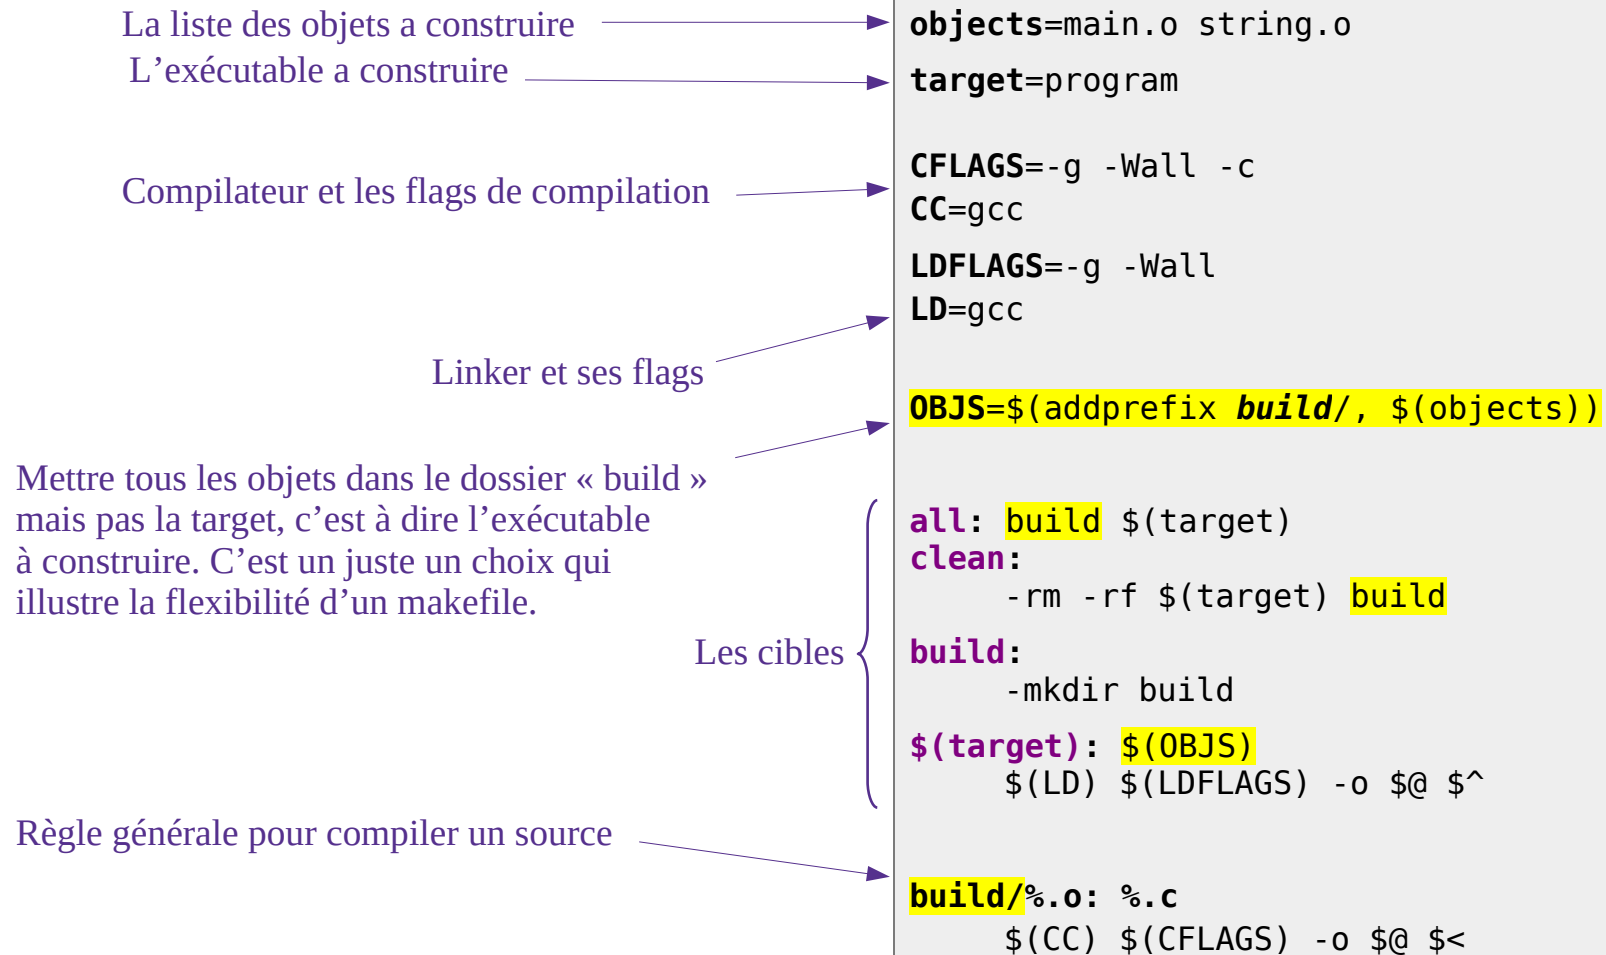 La liste des objets a construire
L’exécutable a construire
Compilateur et les flags de compilation
Linker et ses flags
Mettre tous les objets dans le dossier « build »
mais pas la target, c’est à dire l’exécutable
à construire. C’est un juste un choix qui
illustre la flexibilité d’un makefile.
Les cibles
Règle générale pour compiler un source
objects=main.o string.o
target=program
CFLAGS=-g -Wall -c
CC=gcc
LDFLAGS=-g -Wall
LD=gcc
OBJS=$(addprefix build/, $(objects))
all: build $(target)
clean:
-rm -rf $(target) build
build:
-mkdir build
$(target): $(OBJS)
$(LD) $(LDFLAGS) -o $@ $^
build/%.o: %.c
$(CC) $(CFLAGS) -o $@ $<